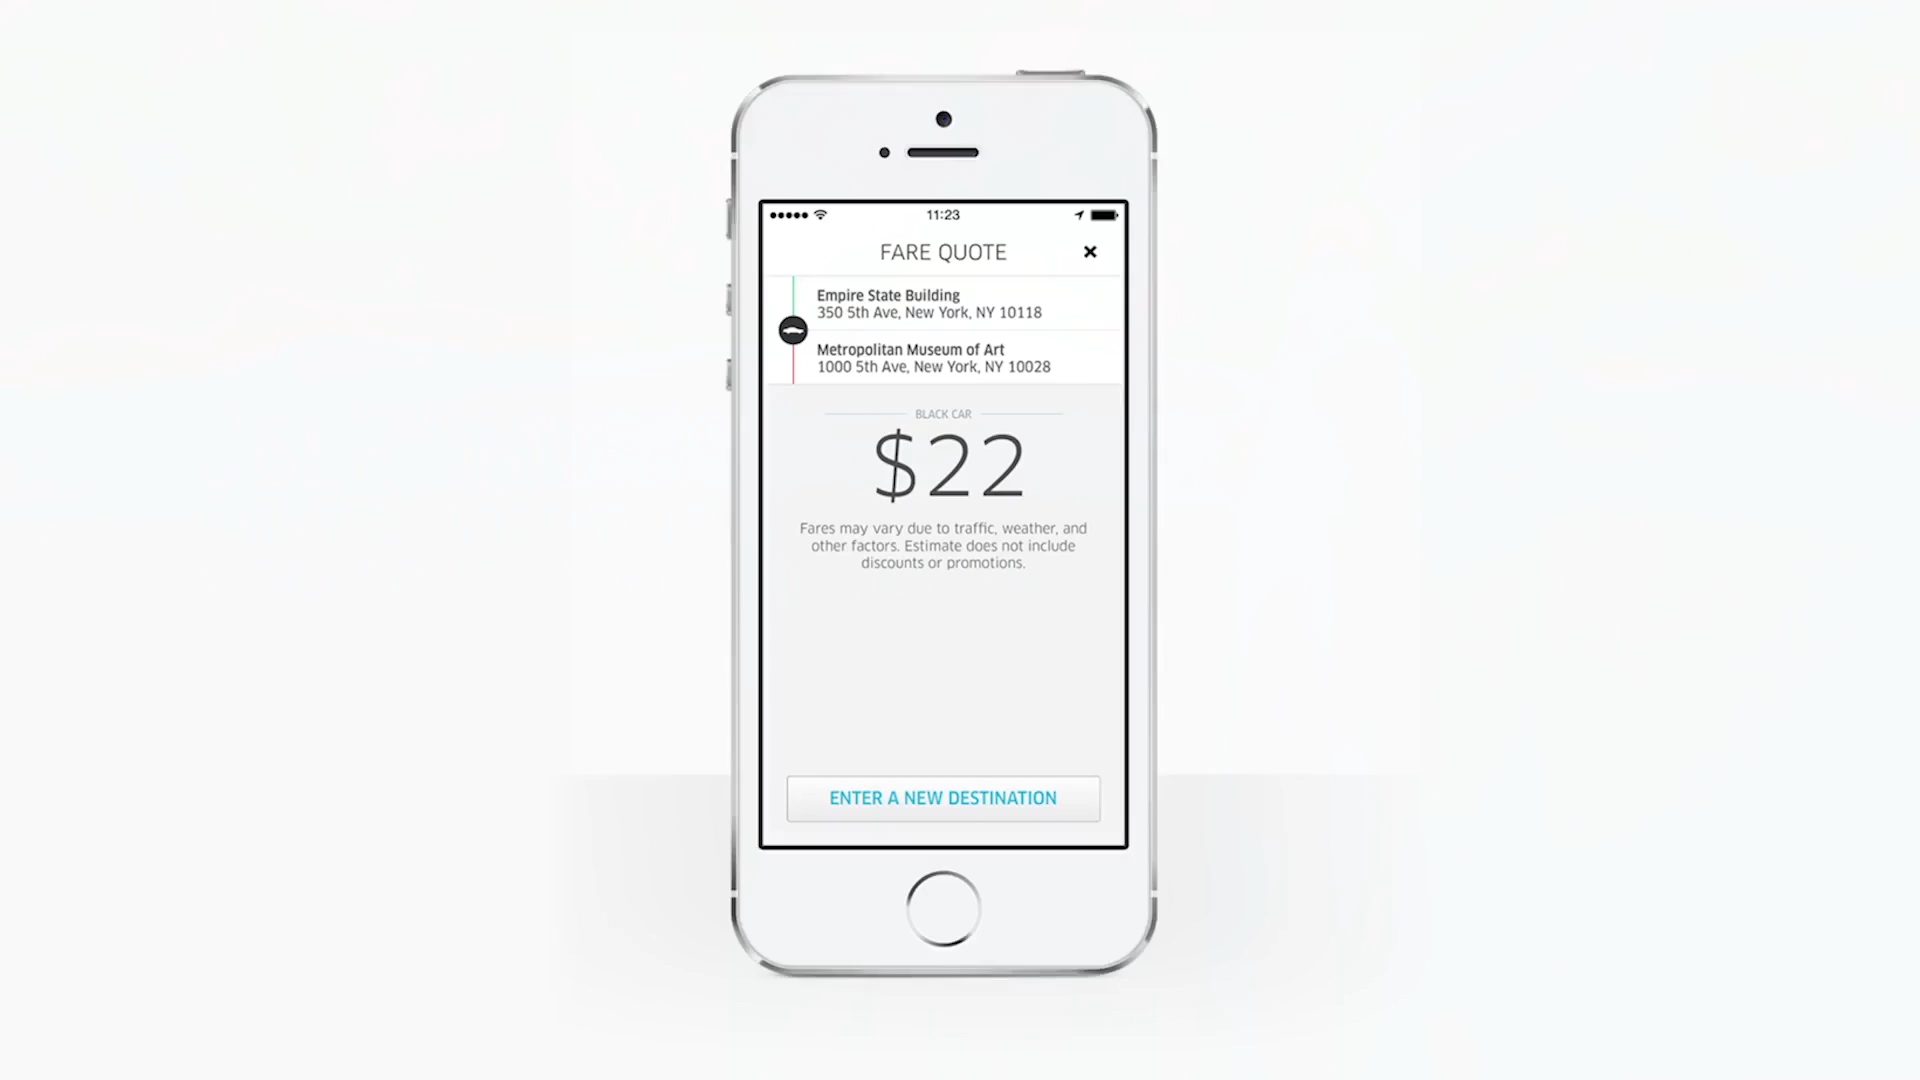 11:23
FARE QUOTE
Empire State Building
350 5th Ave, New York, NY 10118
Metropolitan Museum of Art
1000 5th Ave, New York, NY 10028
BLACK CAR
$22
Fares may vary due to traffic, weather, and
other factors. Estimate does not include
discounts or promotions.
ENTER A NEW DESTINATION